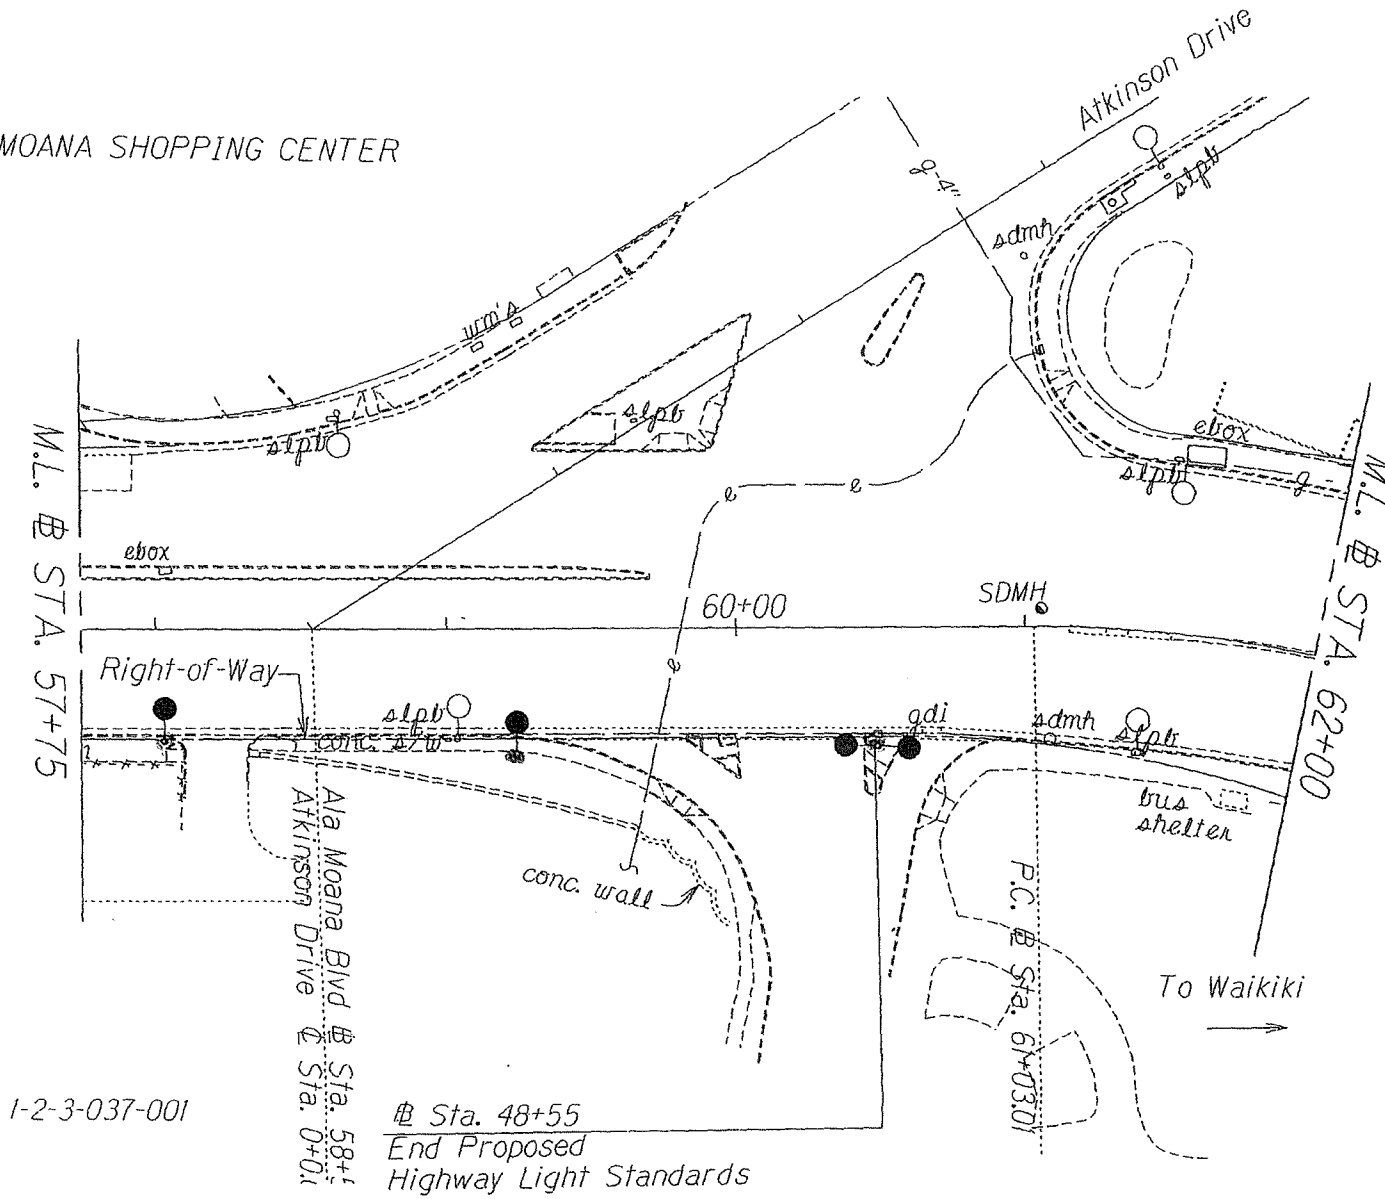 Atkinson Drive
MOANA SHOPPING CENTER
g-4"
slpb
sdmh
wm's
slpb
slpb
ebox
slpb
g
M.L. ⅊ STA. 57+75
M.L. ⅊ STA. 62+00
e
e
ebox
60+00
SDMH
Right-of-Way
e
slpb
gdi
sdmh
slpb
conc. s/w
bus
shelter
conc. wall
Ala Moana Blvd ⅊ Sta. 58+
Atkinson Drive ℄ Sta. 0+0
P.C. ⅊ Sta. 61+03.01
To Waikiki
1-2-3-037-001
⅊ Sta. 48+55
End Proposed
Highway Light Standards